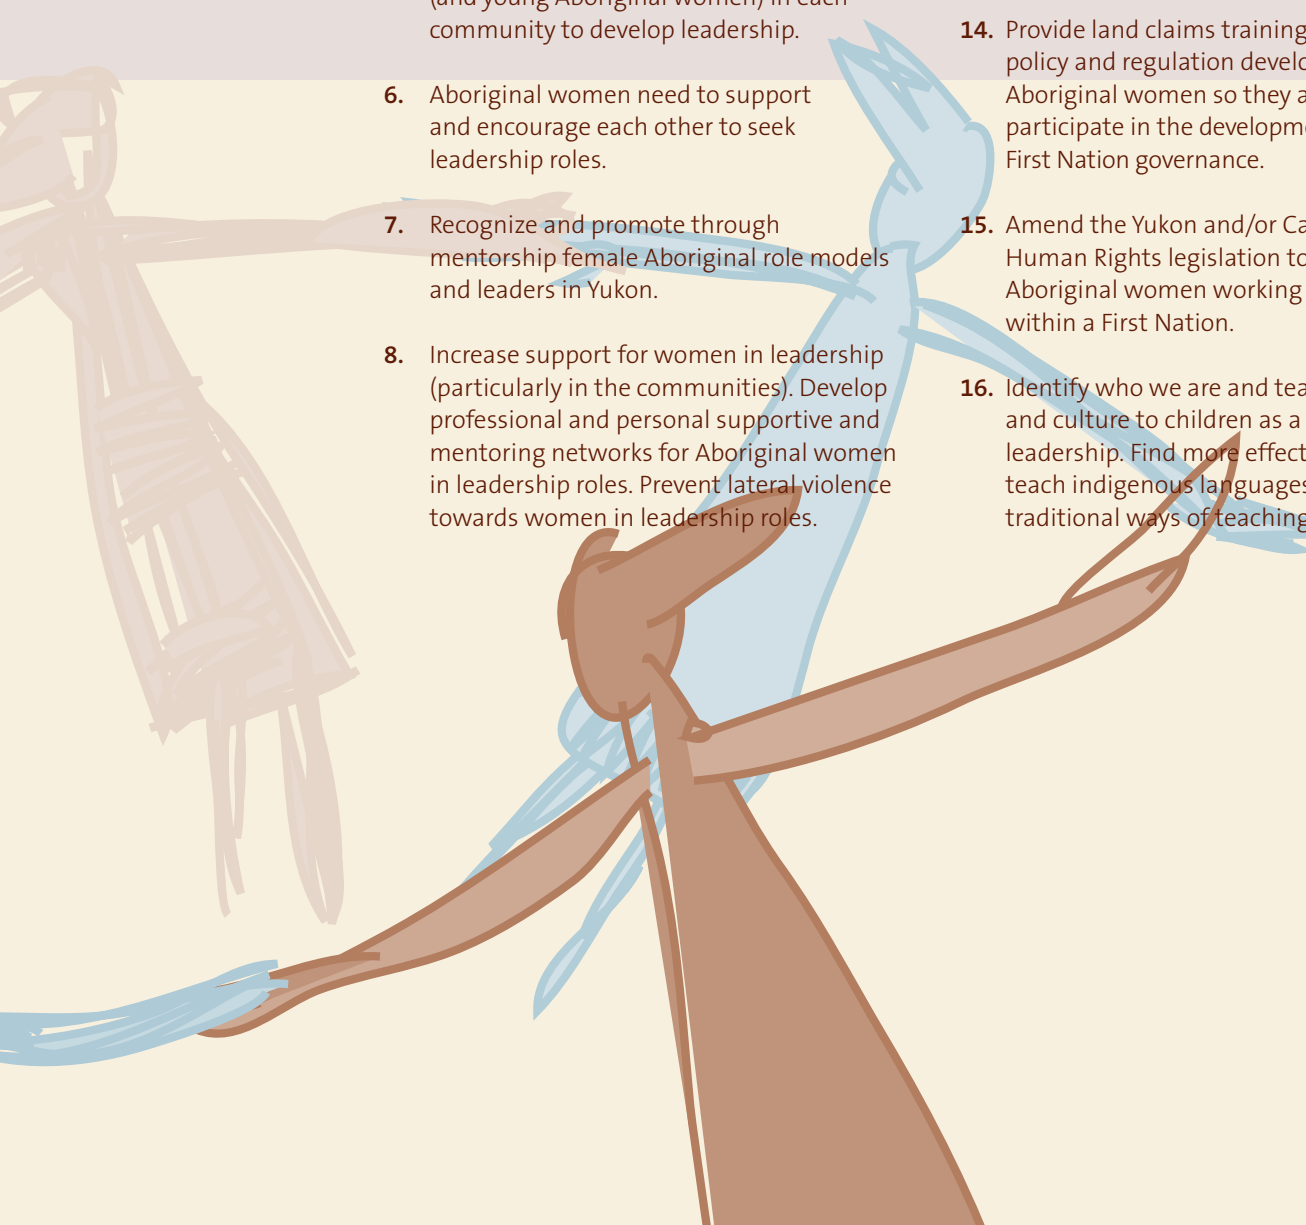 (and young Aboriginal women) in each
community to develop leadership.
6. Aboriginal women need to support
and encourage each other to seek
leadership roles.
7. Recognize and promote through
mentorship female Aboriginal role models
and leaders in Yukon.
8. Increase support for women in leadership
(particularly in the communities). Develop
professional and personal supportive and
mentoring networks for Aboriginal women
in leadership roles. Prevent lateral violence
towards women in leadership roles.
14. Provide land claims training
policy and regulation
Aboriginal women so they
participate in the
First Nation governance.
15. Amend the Yukon and/or
Human Rights legislation to
Aboriginal women working
within a First Nation.
16. Identify who we are and
and culture to children as a
leadership. Find more
teach indigenous languages
traditional ways of teaching